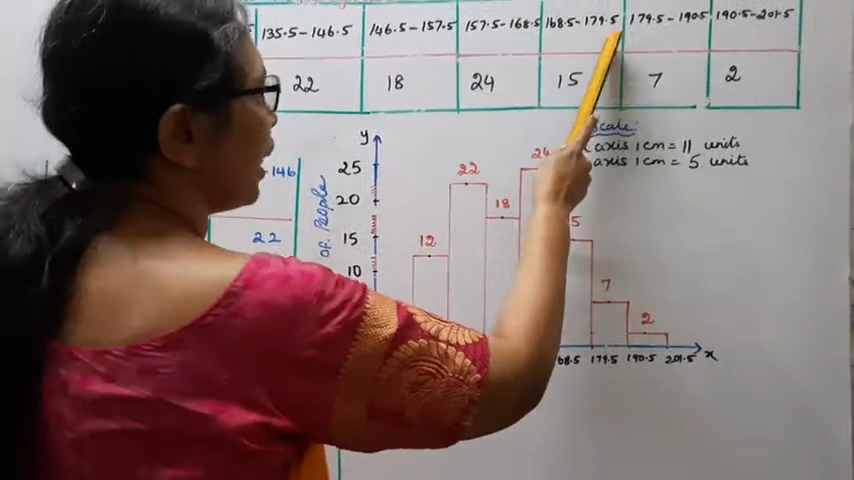 135.5-146.5 146.5-157.5 157.5-168.5 168.5-179.5 179.5-190.5 190.5-201.5
22 18 24 15 7 2
Scale:
axis 1cm = 11 units
axis 1cm = 5 units
y
25
20
15
10
of People
146
22
12
22
18
24
5
7
2
68.5 179.5 190.5 201.5
x